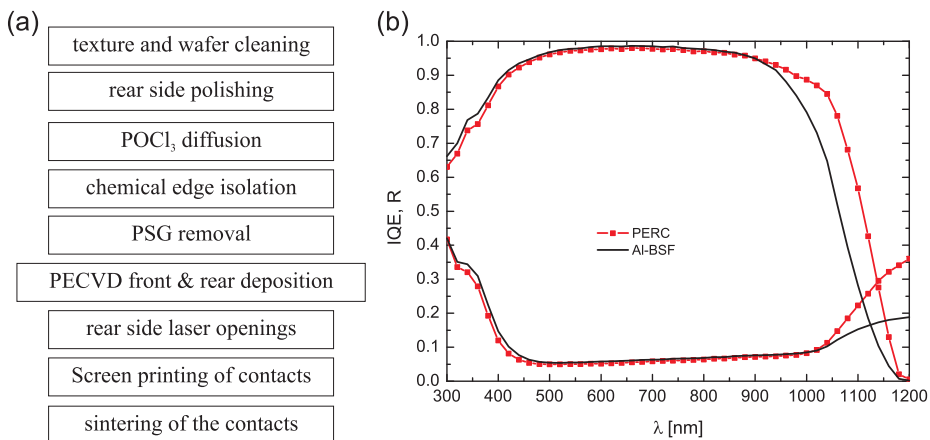 (a)
texture and wafer cleaning
rear side polishing
POCl₃ diffusion
chemical edge isolation
PSG removal
PECVD front & rear deposition
rear side laser openings
Screen printing of contacts
sintering of the contacts
(b)
1.0
0.9
0.8
0.7
0.6
0.5
0.4
0.3
0.2
0.1
0.0
IQE, R
PERC
Al-BSF
300 400 500 600 700 800 900 1000 1100 1200
λ [nm]